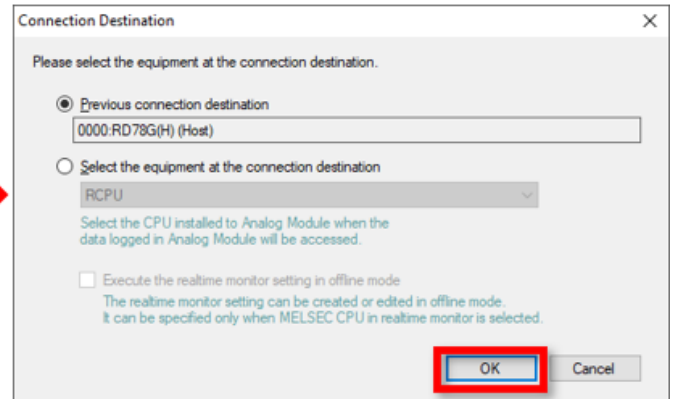 Connection Destination
Please select the equipment at the connection destination.
Previous connection destination
0000:RD78G(H) (Host)
Select the equipment at the connection destination
RCPU
Select the CPU installed to Analog Module when the
data logged in Analog Module will be accessed.
Execute the realtime monitor setting in offline mode
The realtime monitor setting can be created or edited in offline mode.
It can be specified only when MELSEC CPU in realtime monitor is selected.
OK Cancel